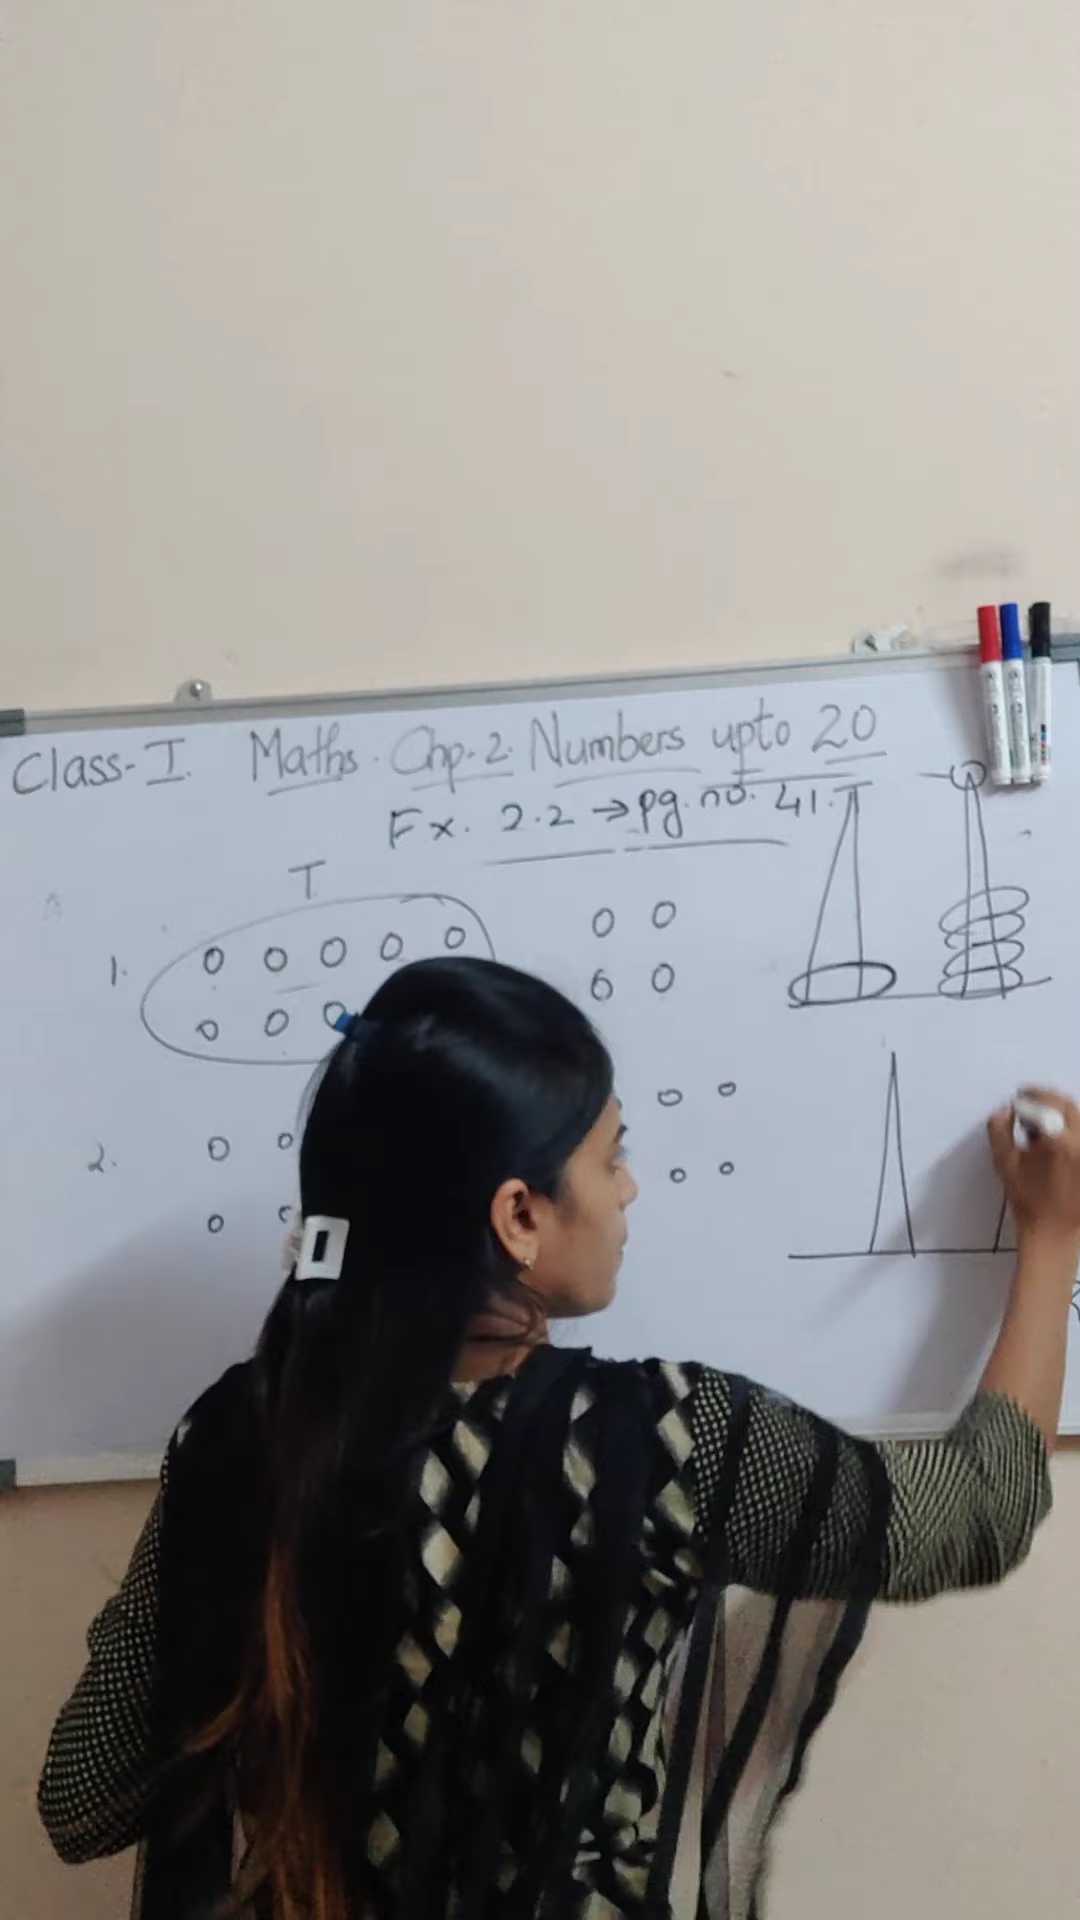 Class-I. Maths. Chp.2. Numbers upto 20
Ex. 2.2 → pg. no. 41.
T
T O
1.
2.